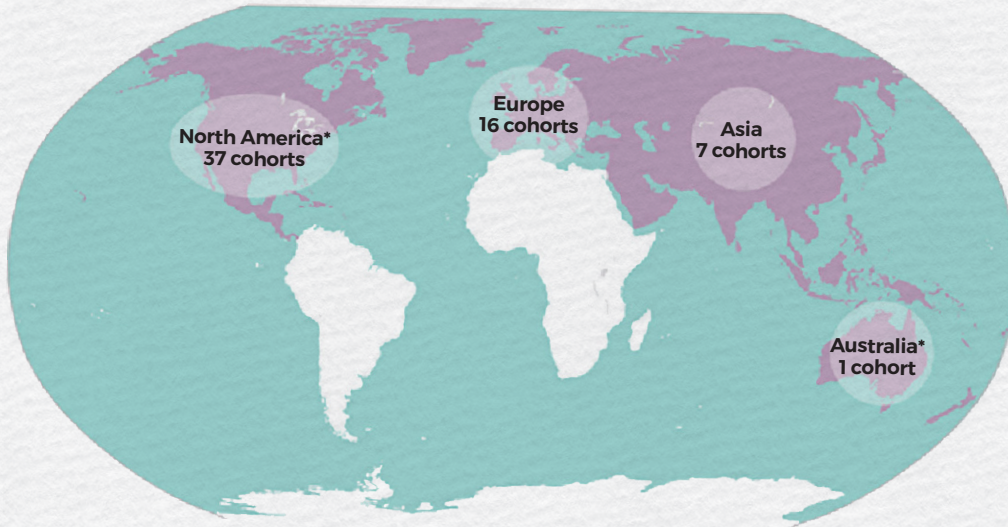 North America*
37 cohorts
Europe
16 cohorts
Asia
7 cohorts
Australia*
1 cohort